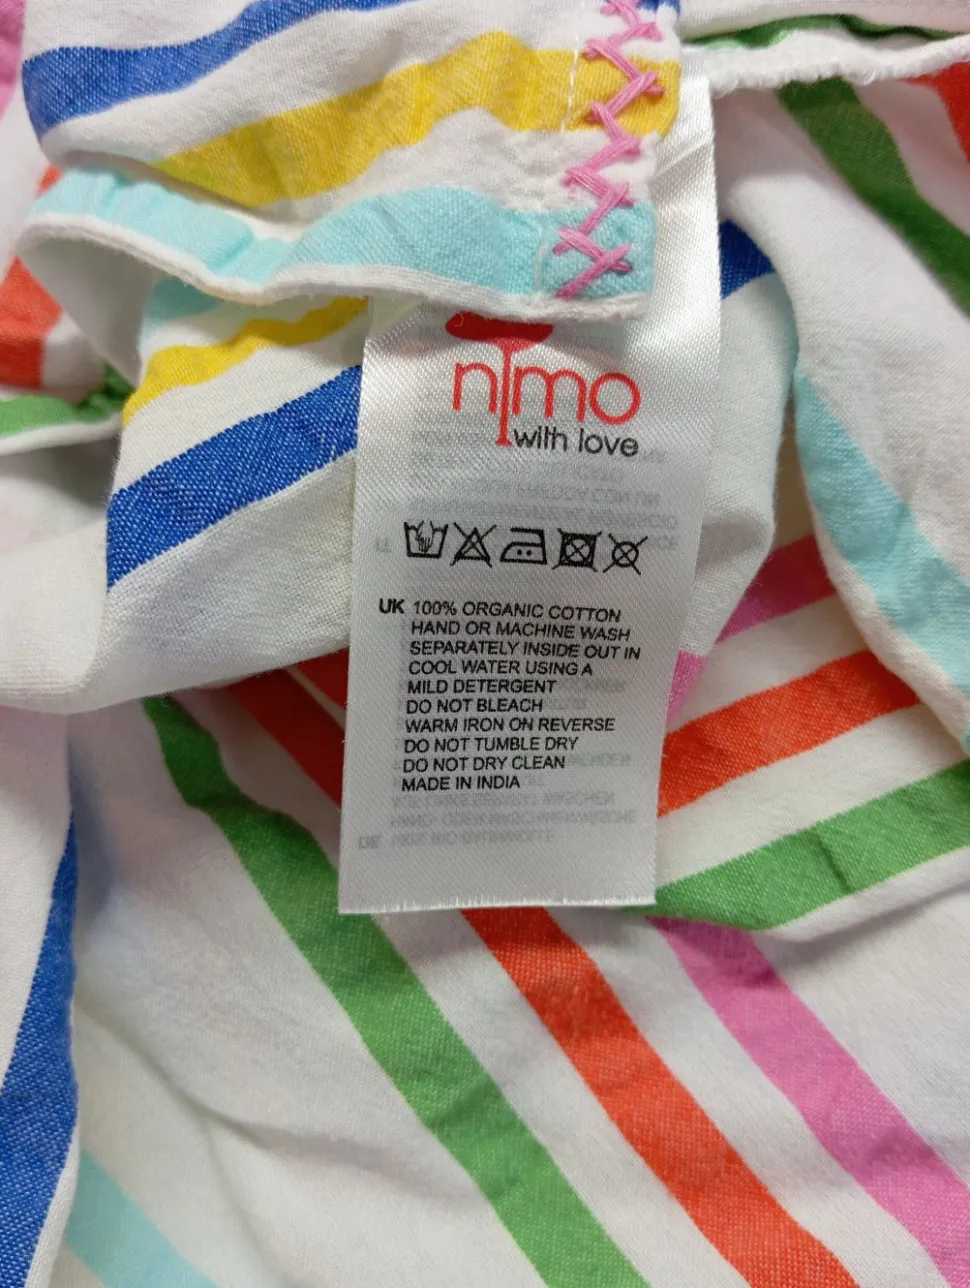 nimo
with love
UK 100% ORGANIC COTTON
HAND OR MACHINE WASH
SEPARATELY INSIDE OUT IN
COOL WATER USING A
MILD DETERGENT
DO NOT BLEACH
WARM IRON ON REVERSE
DO NOT TUMBLE DRY
DO NOT DRY CLEAN
MADE IN INDIA